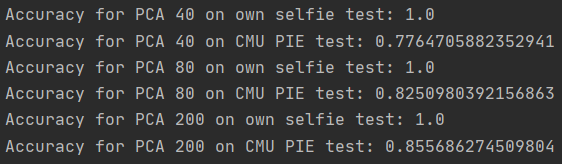 Accuracy for PCA 40 on own selfie test: 1.0
Accuracy for PCA 40 on CMU PIE test: 0.7764705882352941
Accuracy for PCA 80 on own selfie test: 1.0
Accuracy for PCA 80 on CMU PIE test: 0.8250980392156863
Accuracy for PCA 200 on own selfie test: 1.0
Accuracy for PCA 200 on CMU PIE test: 0.855686274509804